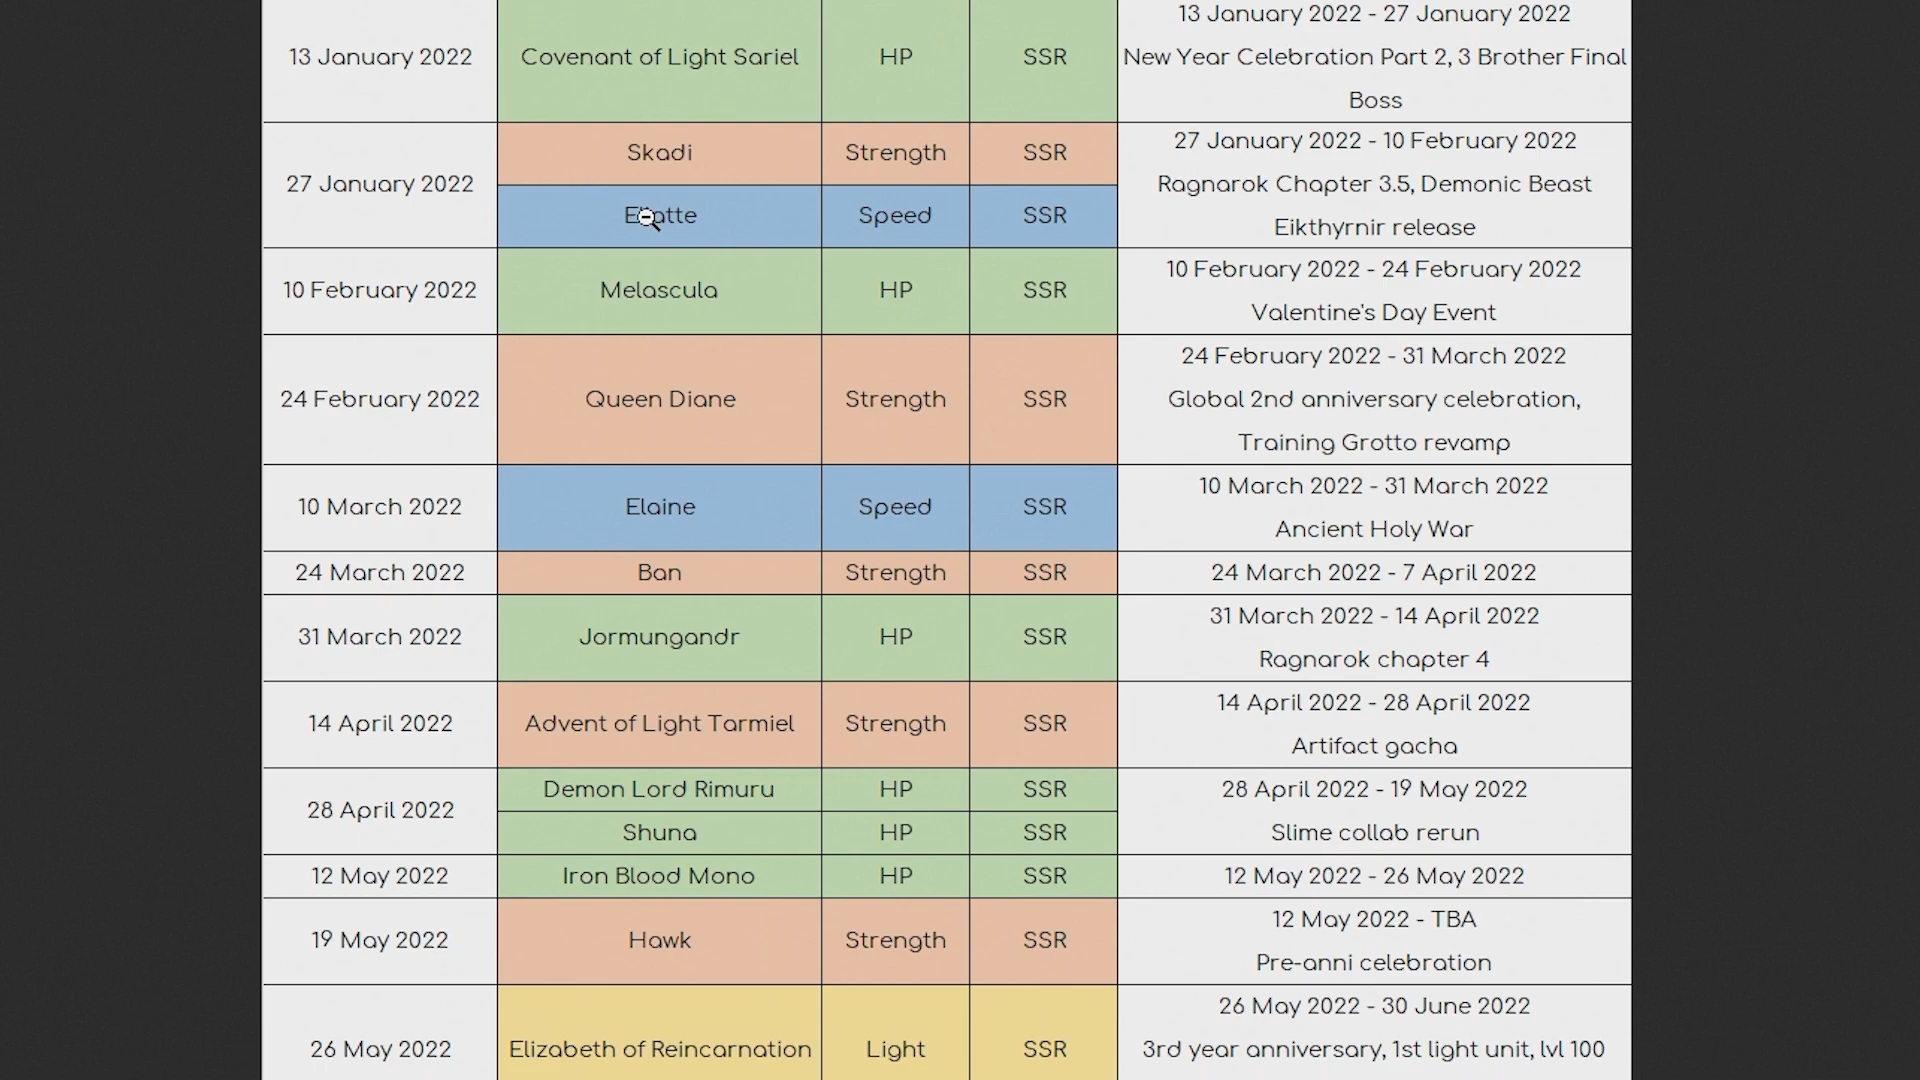 13 January 2022 Covenant of Light Sariel HP SSR 13 January 2022 - 27 January 2022
New Year Celebration Part 2, 3 Brother Final
Boss
27 January 2022 Skadi Strength SSR 27 January 2022 - 10 February 2022
Ragnarok Chapter 3.5, Demonic Beast
Eikthyrnir release
Speed SSR
10 February 2022 Melascula HP SSR 10 February 2022 - 24 February 2022
Valentine's Day Event
24 February 2022 Queen Diane Strength SSR 24 February 2022 - 31 March 2022
Global 2nd anniversary celebration,
Training Grotto revamp
10 March 2022 Elaine Speed SSR 10 March 2022 - 31 March 2022
Ancient Holy War
24 March 2022 Ban Strength SSR 24 March 2022 - 7 April 2022
31 March 2022 Jormungandr HP SSR 31 March 2022 - 14 April 2022
Ragnarok chapter 4
14 April 2022 Advent of Light Tarmiel Strength SSR 14 April 2022 - 28 April 2022
Artifact gacha
28 April 2022 Demon Lord Rimuru HP SSR 28 April 2022 - 19 May 2022
Shuna HP SSR Slime collab rerun
12 May 2022 Iron Blood Mono HP SSR 12 May 2022 - 26 May 2022
19 May 2022 Hawk Strength SSR 12 May 2022 - TBA
Pre-anni celebration
26 May 2022 Elizabeth of Reincarnation Light SSR 26 May 2022 - 30 June 2022
3rd year anniversary, 1st light unit, lvl 100